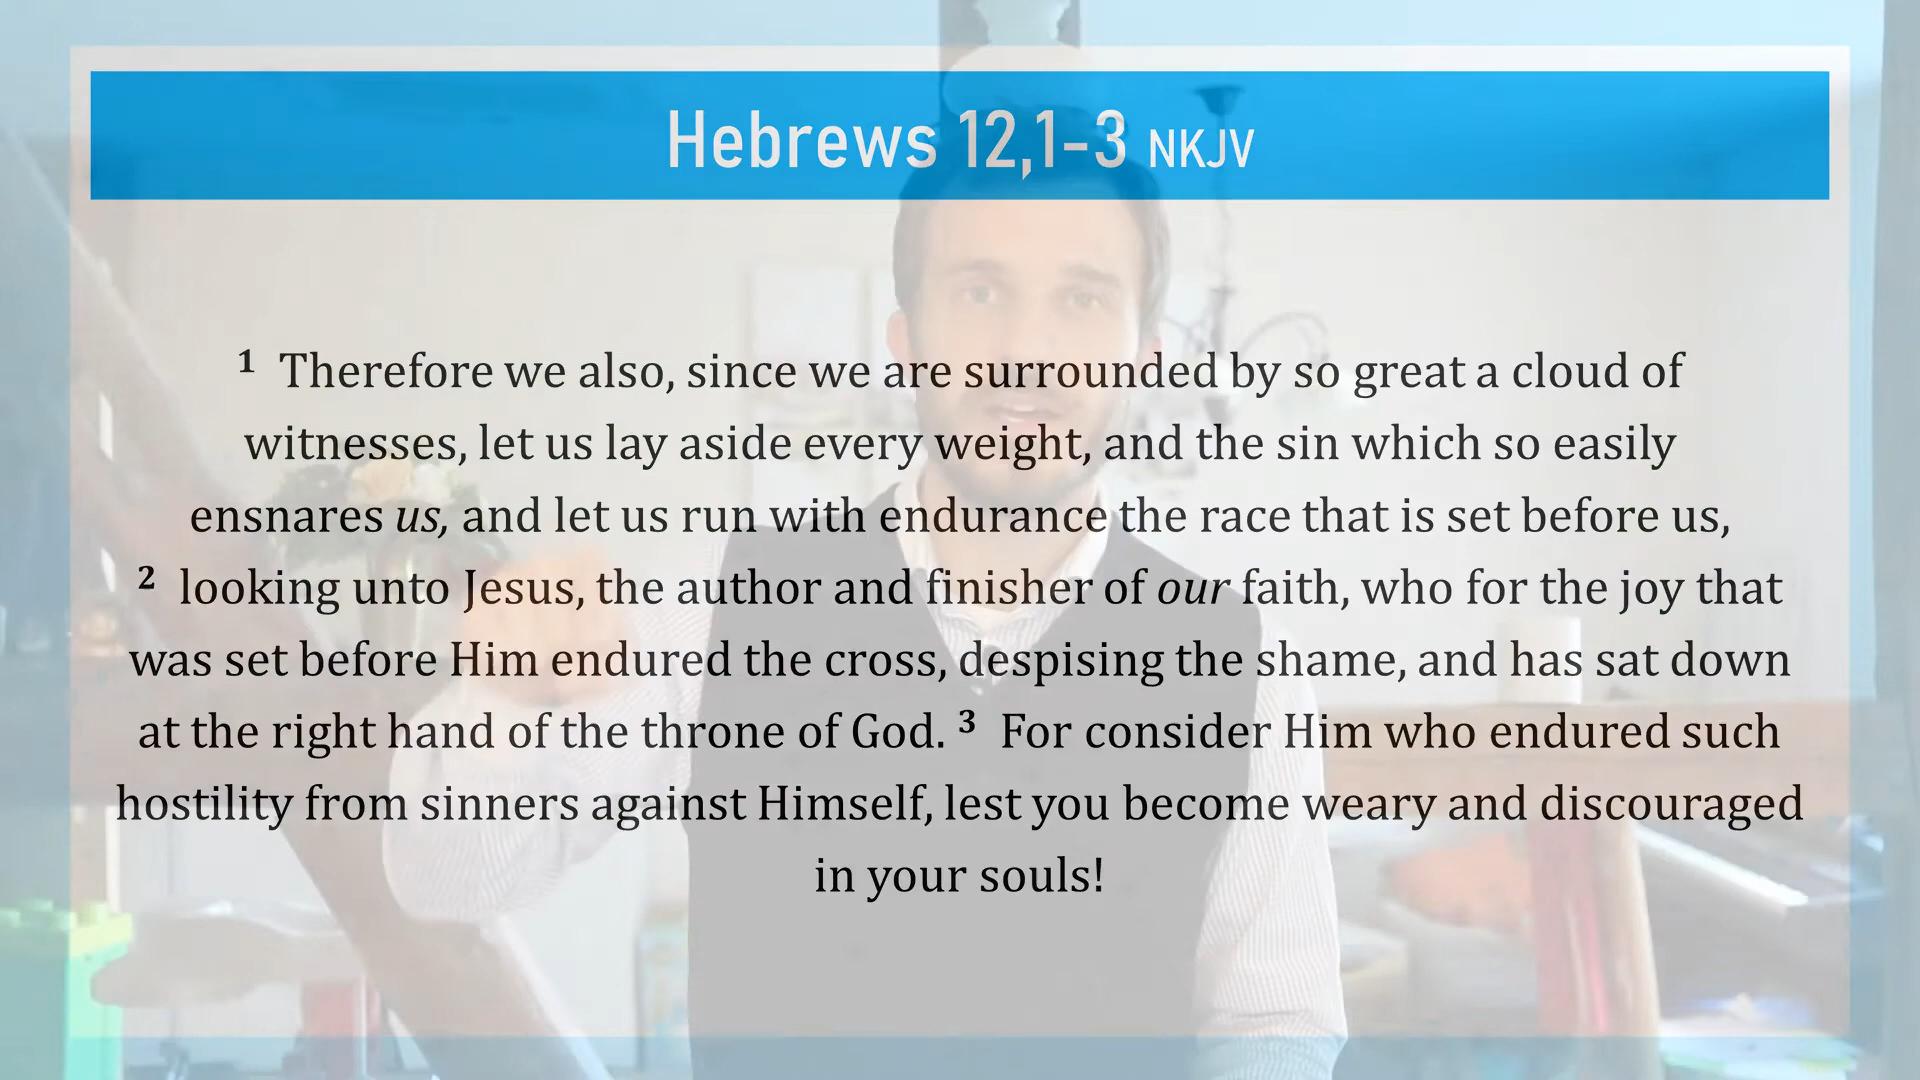 Hebrews 12,1-3 NKJV
1 Therefore we also, since we are surrounded by so great a cloud of
witnesses, let us lay aside every weight, and the sin which so easily
ensnares us, and let us run with endurance the race that is set before us,
2 looking unto Jesus, the author and finisher of our faith, who for the joy that
was set before Him endured the cross, despising the shame, and has sat down
at the right hand of the throne of God. 3 For consider Him who endured such
hostility from sinners against Himself, lest you become weary and discouraged
in your souls!